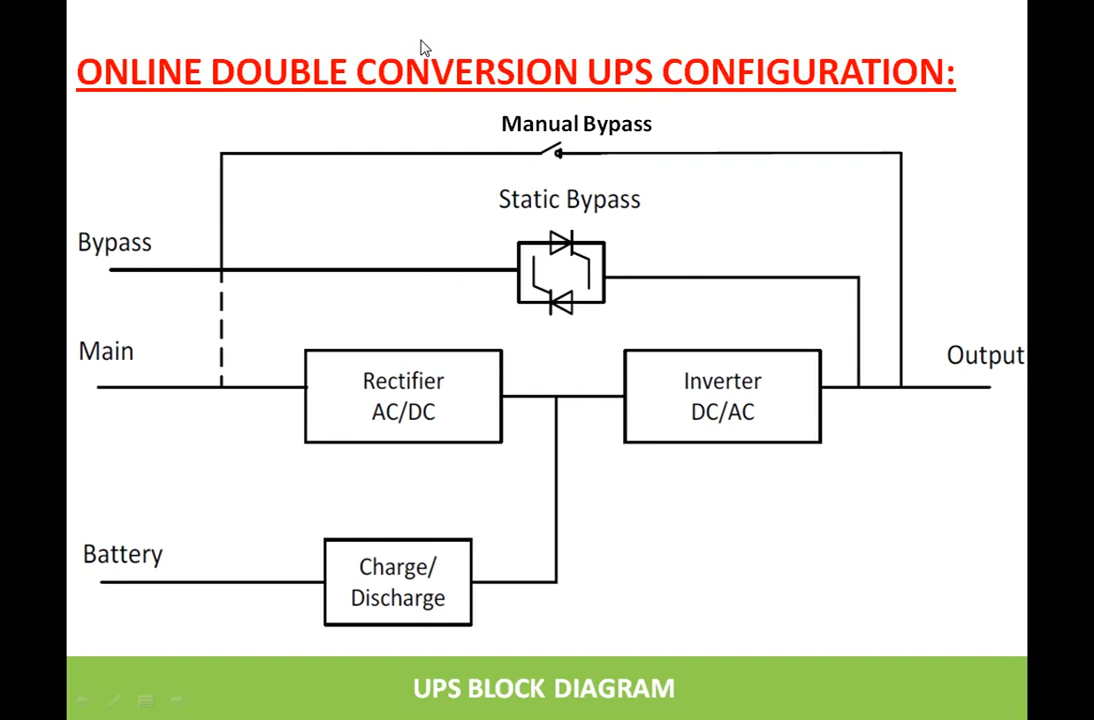 ONLINE DOUBLE CONVERSION UPS CONFIGURATION:
Manual Bypass
Static Bypass
Bypass
Main
Output
Rectifier
AC/DC
Inverter
DC/AC
Battery
Charge/
Discharge
UPS BLOCK DIAGRAM